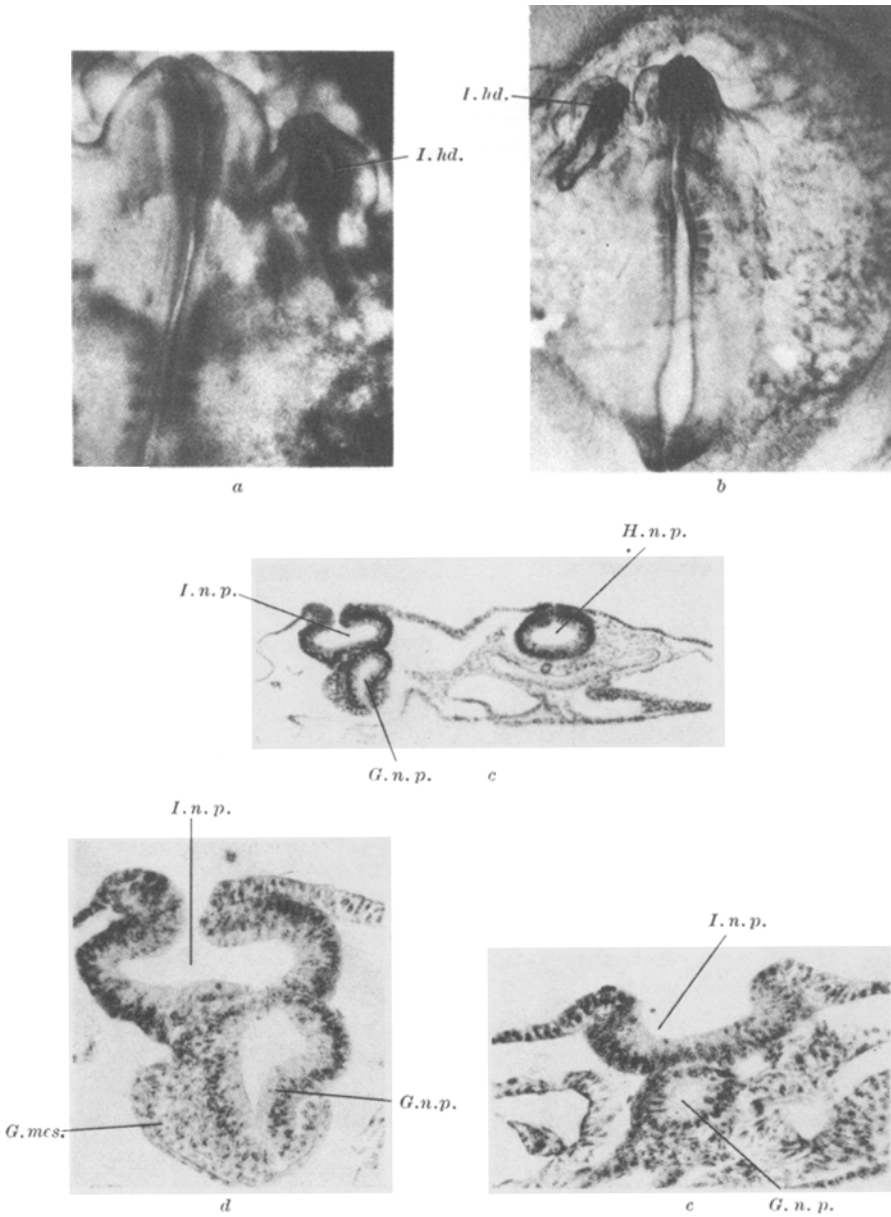 I. hd.
I. hd.
a
b
H. n. p.
I. n. p.
G. n. p.
c
I. n. p.
I. n. p.
G. n. p.
G. mes.
d
e
G. n. p.